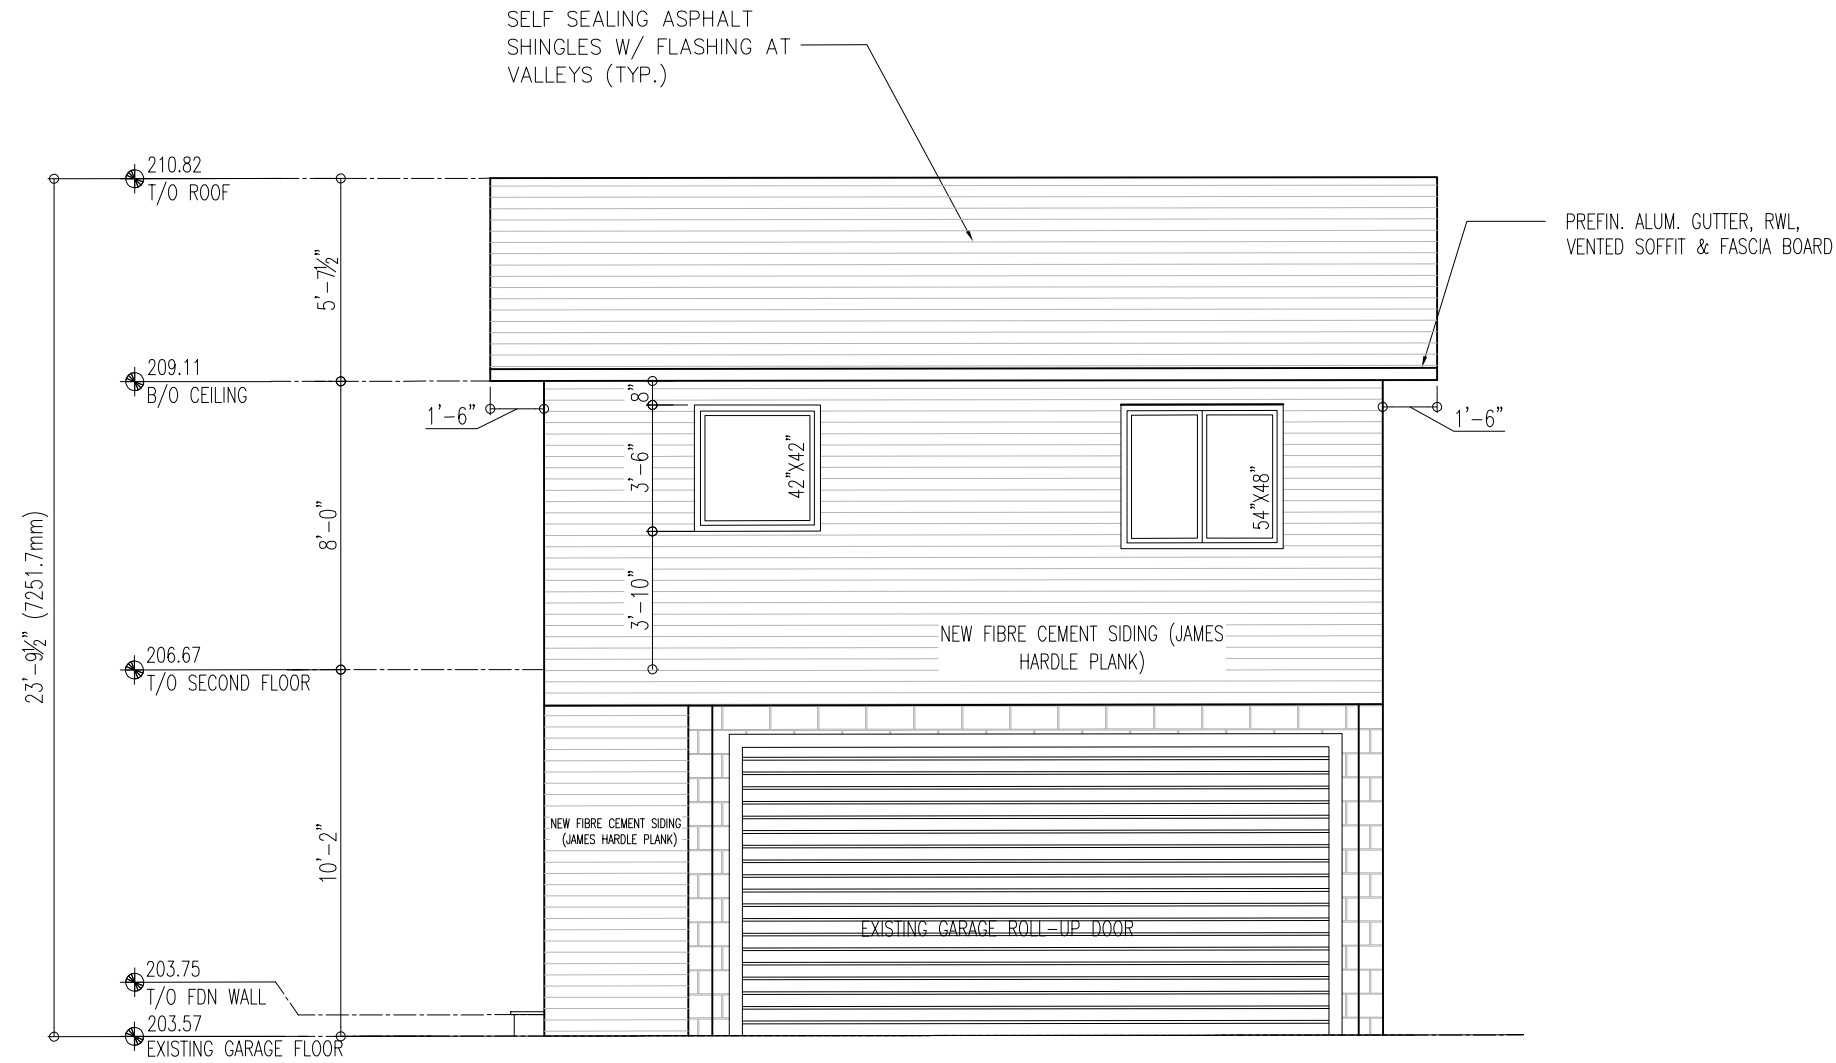 SELF SEALING ASPHALT
SHINGLES W/ FLASHING AT
VALLEYS (TYP.)
210.82
T/O ROOF
PREFIN. ALUM. GUTTER, RWL,
VENTED SOFFIT & FASCIA BOARD
5'-7½"
209.11
B/O CEILING
1'-6"
8"
1'-6"
3'-6"
42"X42"
54"X48"
8'-0"
23'-9½" (7251.7mm)
3'-10"
NEW FIBRE CEMENT SIDING (JAMES
HARDLE PLANK)
206.67
T/O SECOND FLOOR
10'-2"
NEW FIBRE CEMENT SIDING
(JAMES HARDLE PLANK)
EXISTING GARAGE ROLL-UP DOOR
203.75
T/O FDN WALL
203.57
EXISTING GARAGE FLOOR